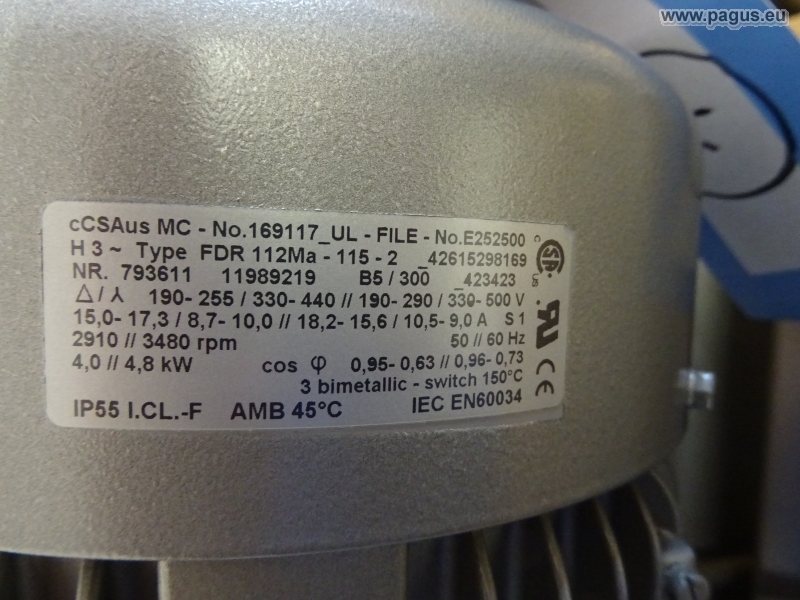 www.pagus.eu
cCSAus MC - No.169117_UL - FILE - No.E252500
H 3 ~ Type FDR 112Ma - 115 - 2 _42615298169
NR. 793611 11989219 B5 / 300 _423423
△ / ⅄ 190- 255 / 330- 440 // 190- 290 / 330- 500 V
15,0- 17,3 / 8,7- 10,0 // 18,2- 15,6 / 10,5- 9,0 A S 1
2910 // 3480 rpm 50 // 60 Hz
4,0 // 4,8 kW cos φ 0,95- 0,63 // 0,96- 0,73
3 bimetallic - switch 150°C
IP55 I.CL.-F AMB 45°C IEC EN60034
c SA us
RU
CE